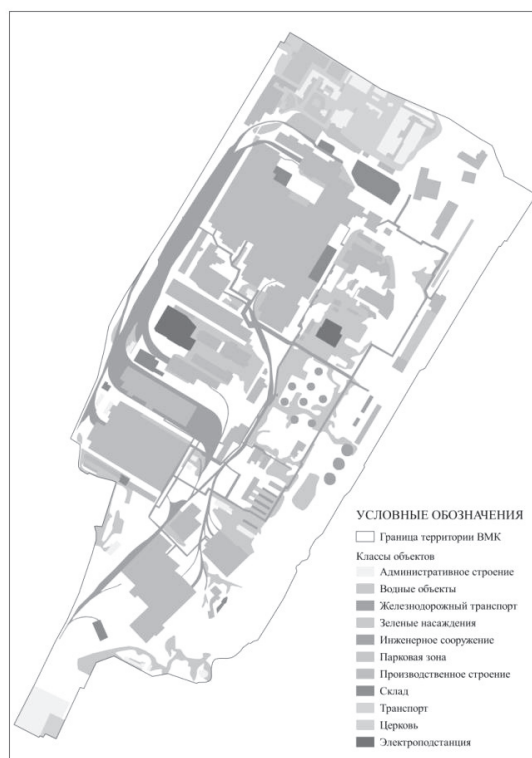 УСЛОВНЫЕ ОБОЗНАЧЕНИЯ
Граница территории ВМК
Классы объектов
Административное строение
Водные объекты
Железнодорожный транспорт
Зеленые насаждения
Инженерное сооружение
Парковая зона
Производственное строение
Склад
Транспорт
Церковь
Электроподстанция